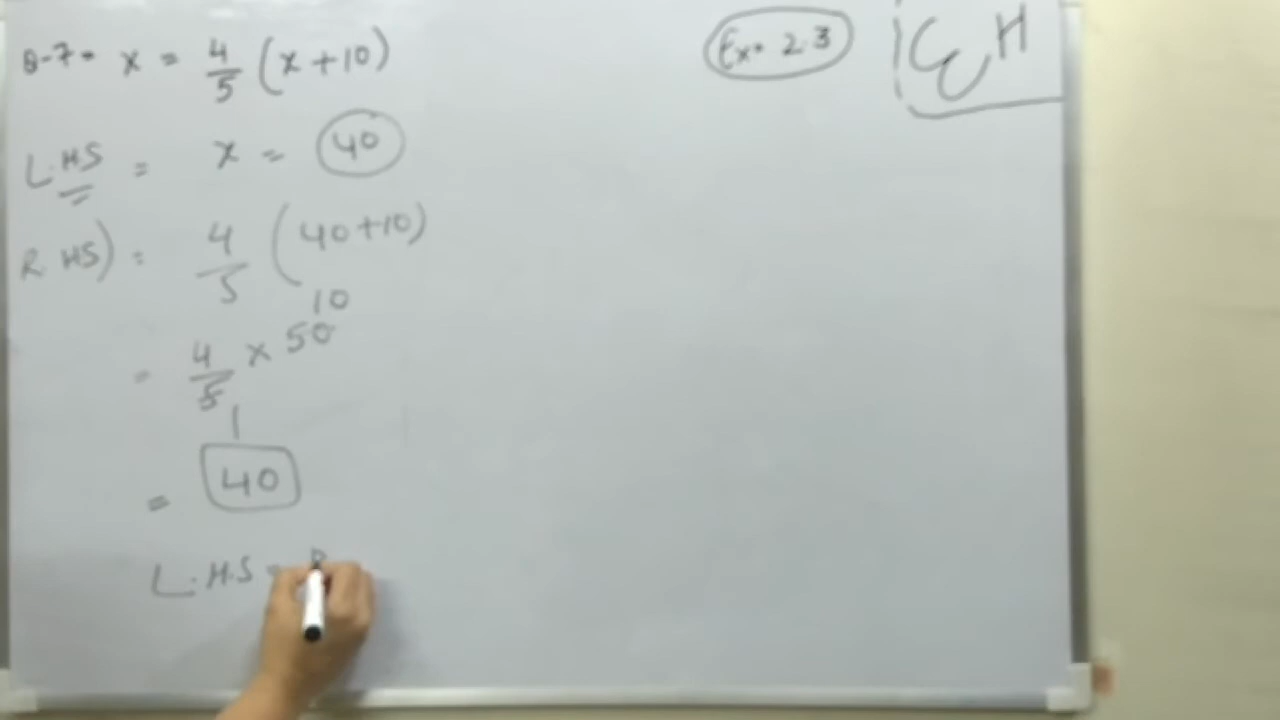 Q-7- x = 4/5 (x+10)
Ex- 2.3
L.HS = x = 40
R HS) = 4/5 (40+10)
10
= 4/5 x 50
1
= 40
L.H.S =